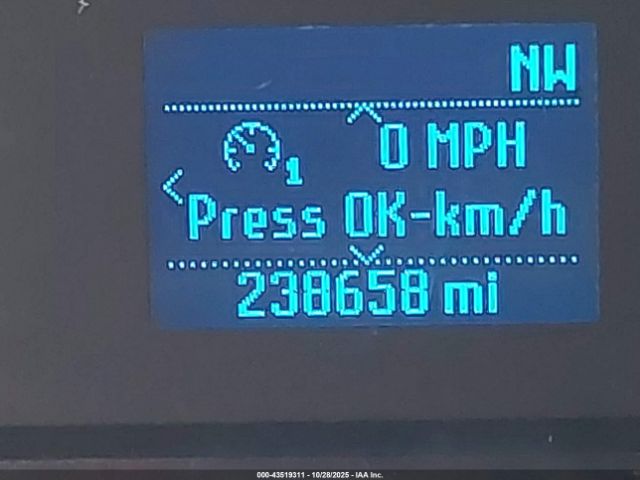 NW
0 MPH
1
Press OK-km/h
238658 mi
000-43519311 - 10/28/2025 - IAA Inc.